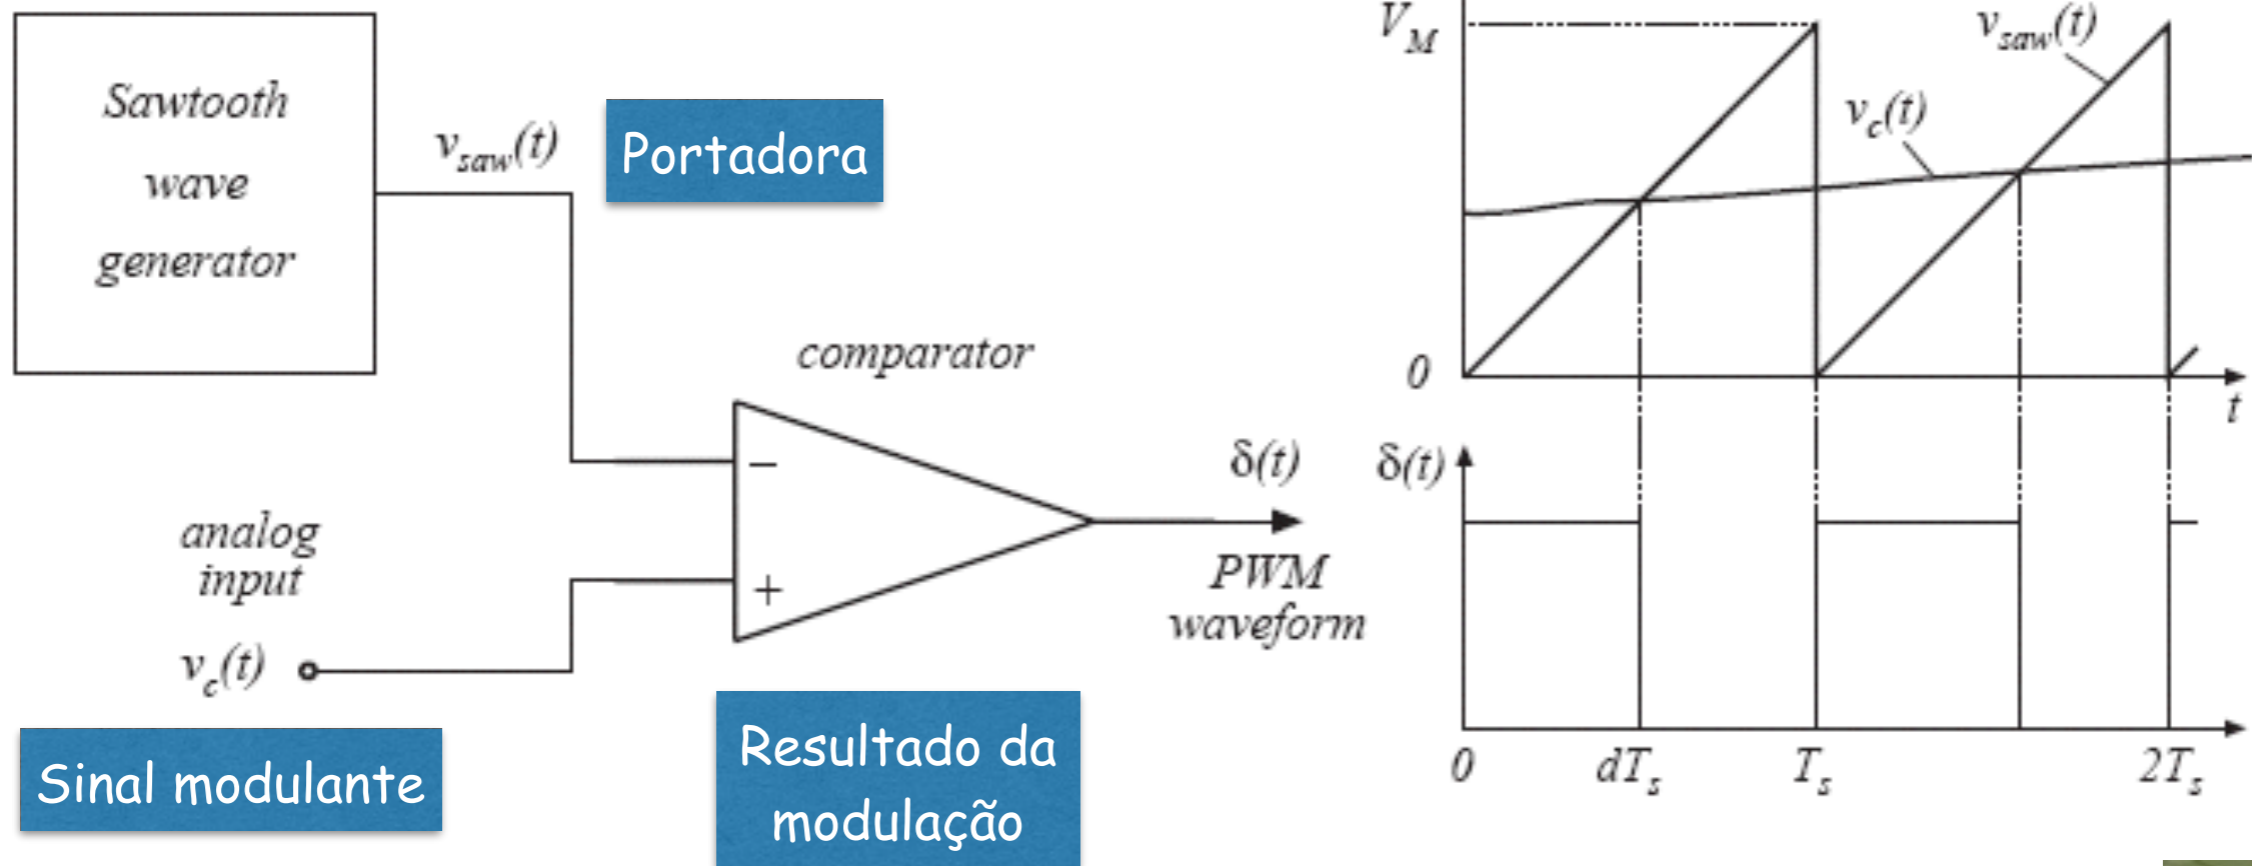 Sawtooth
wave
generator
v_saw(t)
Portadora
comparator
−
+
analog
input
v_c(t)
Sinal modulante
δ(t)
PWM
waveform
Resultado da
modulação
V_M
v_saw(t)
v_c(t)
0
t
δ(t)
0
dT_s
T_s
2T_s